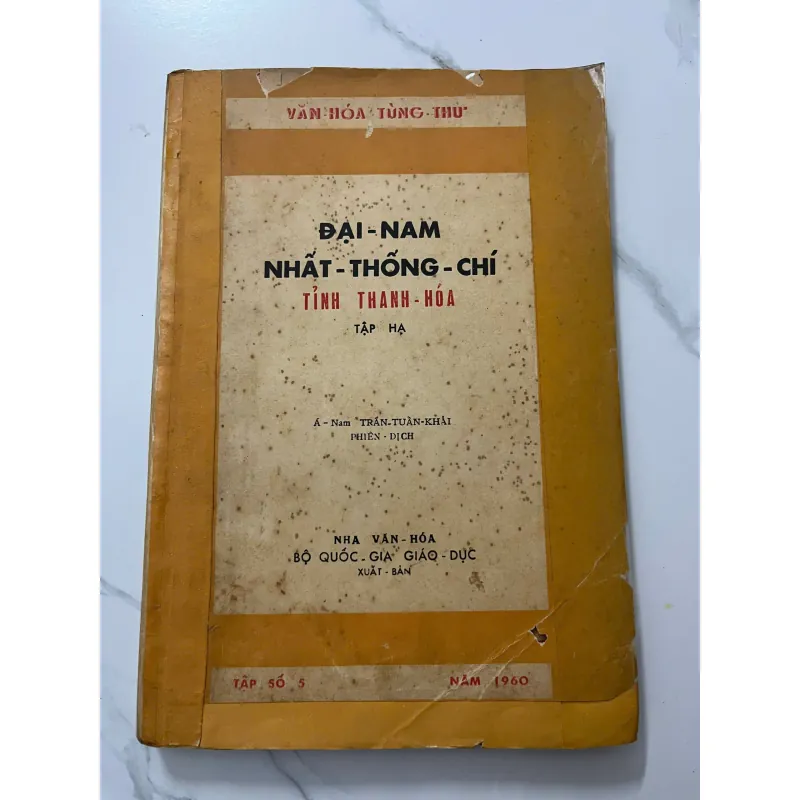 VĂN-HÓA TÙNG-THƯ
ĐẠI-NAM
NHẤT-THỐNG-CHÍ
TỈNH THANH-HÓA
TẬP HẠ
Á-Nam TRẦN-TUẤN-KHẢI
PHIÊN-DỊCH
NHA VĂN-HÓA
BỘ QUỐC-GIA GIÁO-DỤC
XUẤT-BẢN
TẬP SỐ 5 NĂM 1960